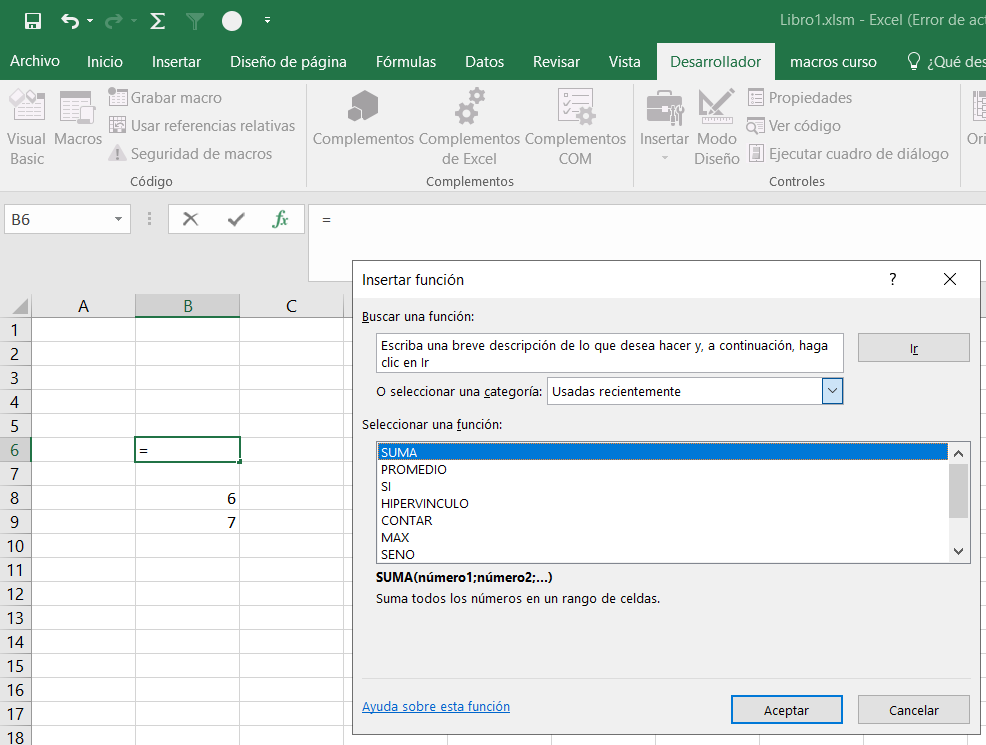 Libro1.xlsm - Excel (Error de act
Archivo Inicio Insertar Diseño de página Fórmulas Datos Revisar Vista Desarrollador macros curso ¿Qué des
Visual Basic
Macros
Grabar macro
Usar referencias relativas
Seguridad de macros
Código
Complementos
Complementos de Excel
Complementos COM
Complementos
Insertar
Modo Diseño
Propiedades
Ver código
Ejecutar cuadro de diálogo
Controles
Ori
B6 fx =
A B C
1
2
3
4
5
6 =
7
8 6
9 7
10
11
12
13
14
15
16
17
18
Insertar función ?
Buscar una función:
Escriba una breve descripción de lo que desea hacer y, a continuación, haga
clic en Ir
Ir
O seleccionar una categoría: Usadas recientemente
Seleccionar una función:
SUMA
PROMEDIO
SI
HIPERVINCULO
CONTAR
MAX
SENO
SUMA(número1;número2;...)
Suma todos los números en un rango de celdas.
Ayuda sobre esta función
Aceptar Cancelar